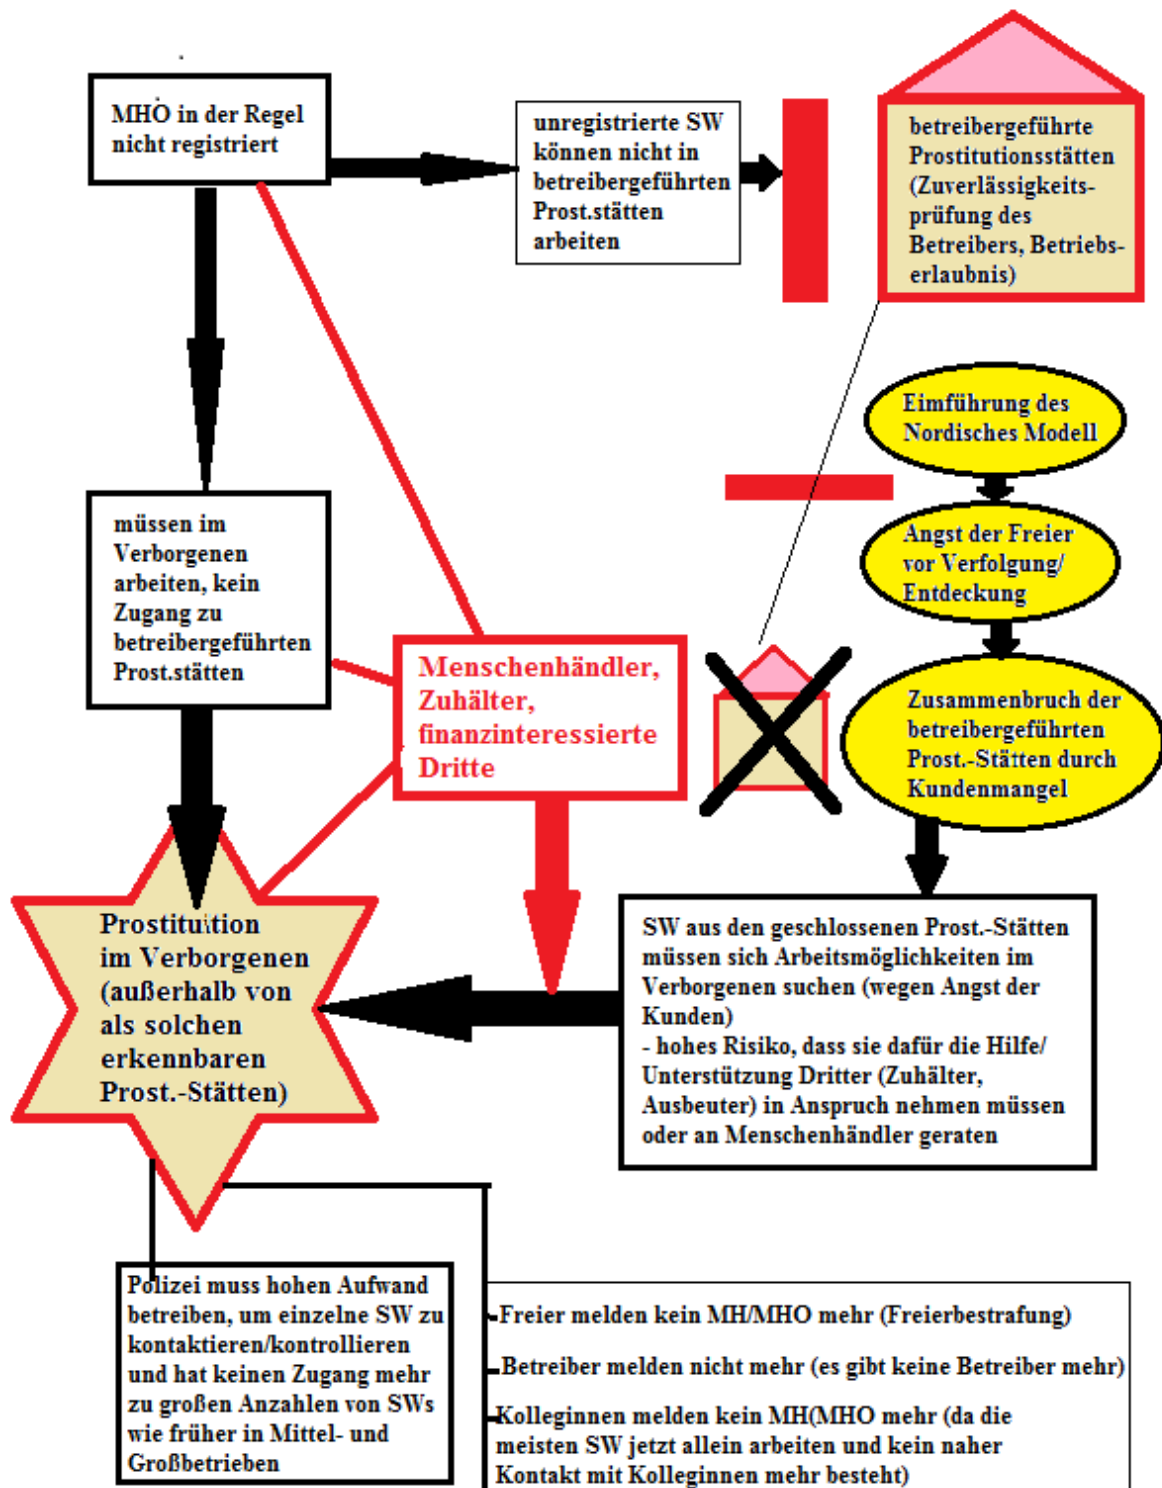 MHO in der Regel
nicht registriert
unregistrierte SW
können nicht in
betreibergeführten
Prost.stätten
arbeiten
betreibergeführte
Prostitutionsstätten
(Zuverlässigkeits-
prüfung des
Betreibers, Betriebs-
erlaubnis)
Eimführung des
Nordisches Modell
Angst der Freier
vor Verfolgung/
Entdeckung
Zusammenbruch der
betreibergeführten
Prost.-Stätten durch
Kundenmangel
müssen im
Verborgenen
arbeiten, kein
Zugang zu
betreibergeführten
Prost.stätten
Menschenhändler,
Zuhälter,
finanzinteressierte
Dritte
SW aus den geschlossenen Prost.-Stätten
müssen sich Arbeitsmöglichkeiten im
Verborgenen suchen (wegen Angst der
Kunden)
- hohes Risiko, dass sie dafür die Hilfe/
Unterstützung Dritter (Zuhälter,
Ausbeuter) in Anspruch nehmen müssen
oder an Menschenhändler geraten
Prostituition
im Verborgenen
(außerhalb von
als solchen
erkennbaren
Prost.-Stätten)
Polizei muss hohen Aufwand
betreiben, um einzelne SW zu
kontaktieren/kontrollieren
und hat keinen Zugang mehr
zu großen Anzahlen von SWs
wie früher in Mittel- und
Großbetrieben
Freier melden kein MH/MHO mehr (Freierbestrafung)
Betreiber melden nicht mehr (es gibt keine Betreiber mehr)
Kolleginnen melden kein MH(MHO mehr (da die
meisten SW jetzt allein arbeiten und kein naher
Kontakt mit Kolleginnen mehr besteht)